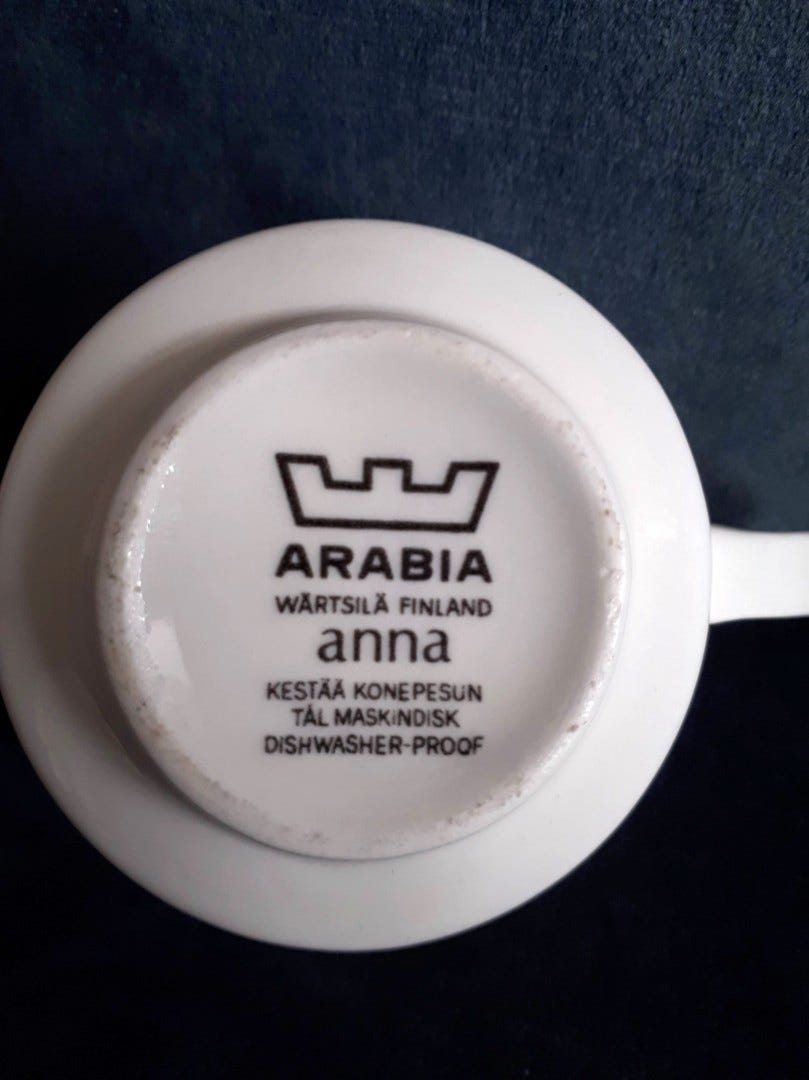 ARABIA
WÄRTSILÄ FINLAND
anna
KESTÄÄ KONEPESUN
TÅL MASKINDISK
DISHWASHER-PROOF